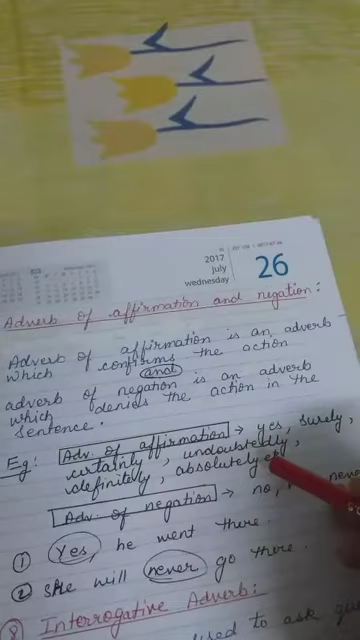 2017
july
wednesday
26
Adverb of affirmation and negation:
Adverb of affirmation is an adverb
which confirms the action
and
adverb of negation is an adverb
which denies the action in the
sentence.
Eg: Adv. of affirmation → yes, surely,
certainly, undoubtedly,
definitely, absolutely
Adv. of negation → no,
① Yes, he went there.
② She will never go there.
⑧ Interrogative Adverb:
used to ask